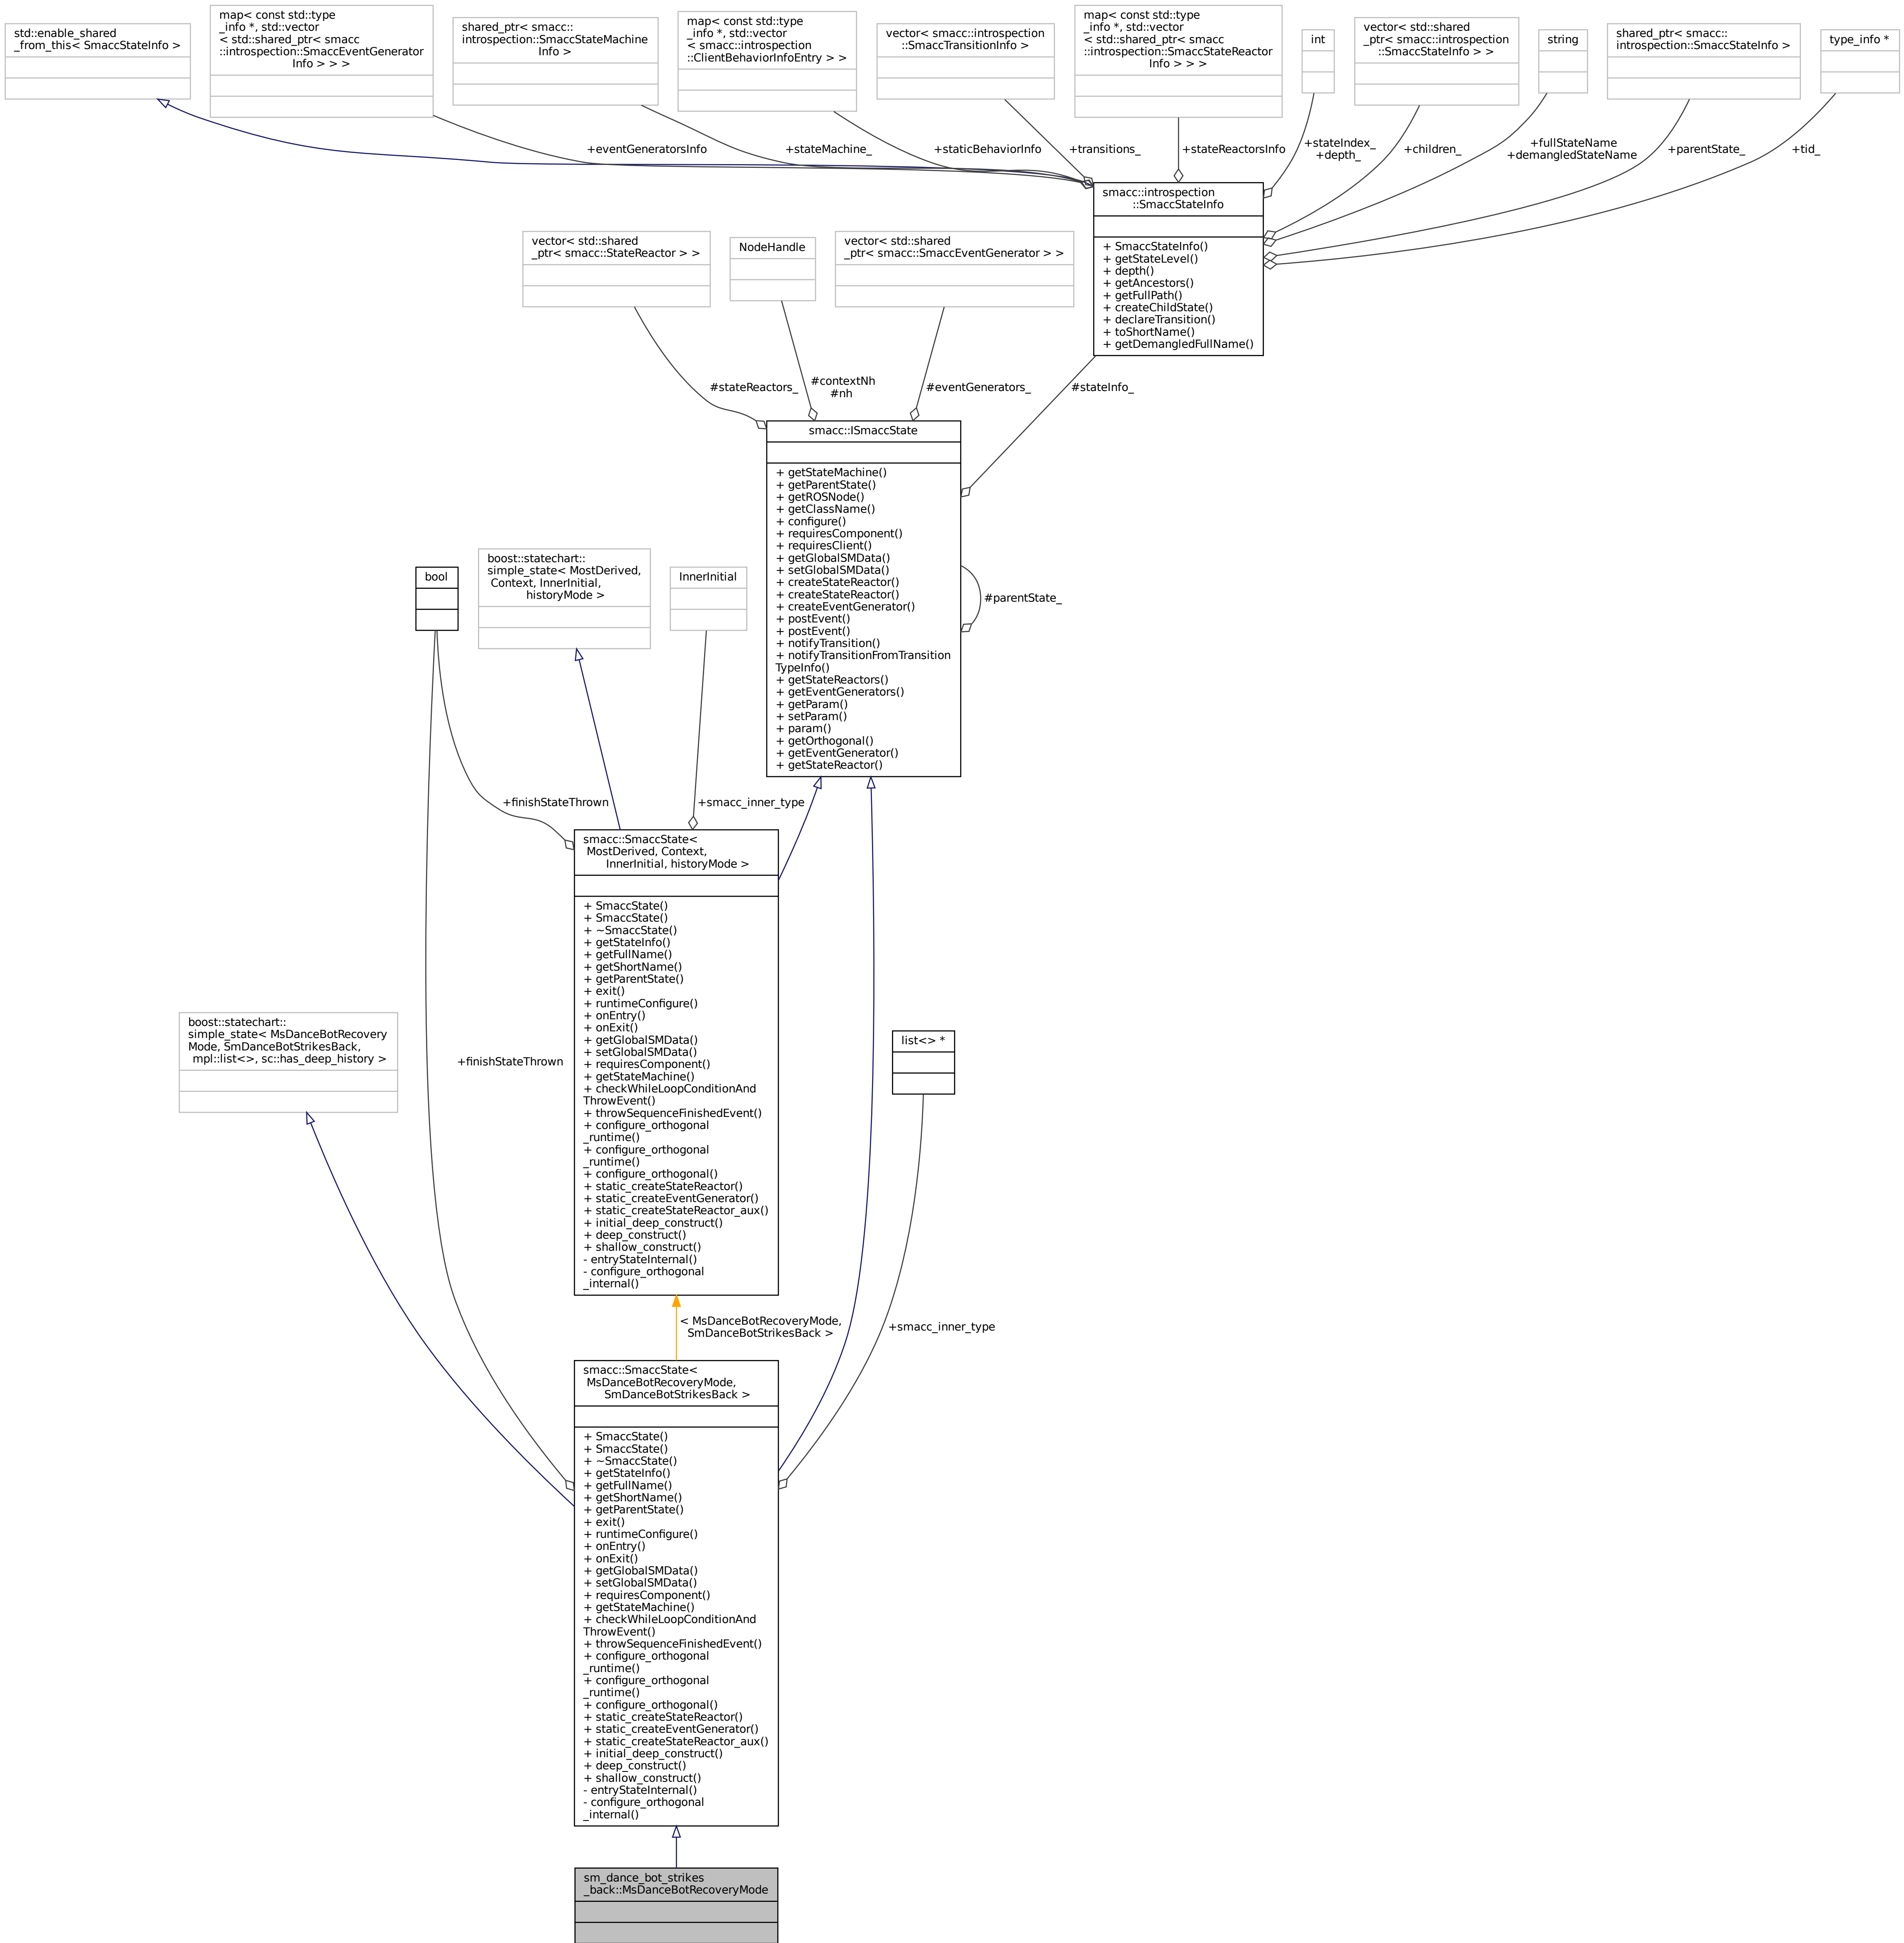 std::enable_shared
_from_this< SmaccStateInfo >
map< const std::type
_info *, std::vector
< std::shared_ptr< smacc
::introspection::SmaccEventGenerator
Info > > >
shared_ptr< smacc::
introspection::SmaccStateMachine
Info >
map< const std::type
_info *, std::vector
< smacc::introspection
::ClientBehaviorInfoEntry > >
vector< smacc::introspection
::SmaccTransitionInfo >
map< const std::type
_info *, std::vector
< std::shared_ptr< smacc
::introspection::SmaccStateReactor
Info > > >
int
vector< std::shared
_ptr< smacc::introspection
::SmaccStateInfo > >
string
shared_ptr< smacc::
introspection::SmaccStateInfo >
type_info *
+eventGeneratorsInfo
+stateMachine_
+staticBehaviorInfo
+transitions_
+stateReactorsInfo
+stateIndex_
+depth_
+children_
+fullStateName
+demangledStateName
+parentState_
+tid_
smacc::introspection
::SmaccStateInfo
+ SmaccStateInfo()
+ getStateLevel()
+ depth()
+ getAncestors()
+ getFullPath()
+ createChildState()
+ declareTransition()
+ toShortName()
+ getDemangledFullName()
vector< std::shared
_ptr< smacc::StateReactor > >
NodeHandle
vector< std::shared
_ptr< smacc::SmaccEventGenerator > >
#stateReactors_
#contextNh
#nh
#eventGenerators_
#stateInfo_
smacc::ISmaccState
+ getStateMachine()
+ getParentState()
+ getROSNode()
+ getClassName()
+ configure()
+ requiresComponent()
+ requiresClient()
+ getGlobalSMData()
+ setGlobalSMData()
+ createStateReactor()
+ createStateReactor()
+ createEventGenerator()
+ postEvent()
+ postEvent()
+ notifyTransition()
+ notifyTransitionFromTransition
TypeInfo()
+ getStateReactors()
+ getEventGenerators()
+ getParam()
+ setParam()
+ param()
+ getOrthogonal()
+ getEventGenerator()
+ getStateReactor()
#parentState_
bool
boost::statechart::
simple_state< MostDerived,
Context, InnerInitial,
historyMode >
InnerInitial
+finishStateThrown
+smacc_inner_type
smacc::SmaccState<
MostDerived, Context,
InnerInitial, historyMode >
+ SmaccState()
+ SmaccState()
+ ~SmaccState()
+ getStateInfo()
+ getFullName()
+ getShortName()
+ getParentState()
+ exit()
+ runtimeConfigure()
+ onEntry()
+ onExit()
+ getGlobalSMData()
+ setGlobalSMData()
+ requiresComponent()
+ getStateMachine()
+ checkWhileLoopConditionAnd
ThrowEvent()
+ throwSequenceFinishedEvent()
+ configure_orthogonal
_runtime()
+ configure_orthogonal
_runtime()
+ configure_orthogonal()
+ static_createStateReactor()
+ static_createEventGenerator()
+ static_createStateReactor_aux()
+ initial_deep_construct()
+ deep_construct()
+ shallow_construct()
- entryStateInternal()
- configure_orthogonal
_internal()
boost::statechart::
simple_state< MsDanceBotRecovery
Mode, SmDanceBotStrikesBack,
mpl::list<>, sc::has_deep_history >
+finishStateThrown
list<> *
< MsDanceBotRecoveryMode,
SmDanceBotStrikesBack >
+smacc_inner_type
smacc::SmaccState<
MsDanceBotRecoveryMode,
SmDanceBotStrikesBack >
+ SmaccState()
+ SmaccState()
+ ~SmaccState()
+ getStateInfo()
+ getFullName()
+ getShortName()
+ getParentState()
+ exit()
+ runtimeConfigure()
+ onEntry()
+ onExit()
+ getGlobalSMData()
+ setGlobalSMData()
+ requiresComponent()
+ getStateMachine()
+ checkWhileLoopConditionAnd
ThrowEvent()
+ throwSequenceFinishedEvent()
+ configure_orthogonal
_runtime()
+ configure_orthogonal
_runtime()
+ configure_orthogonal()
+ static_createStateReactor()
+ static_createEventGenerator()
+ static_createStateReactor_aux()
+ initial_deep_construct()
+ deep_construct()
+ shallow_construct()
- entryStateInternal()
- configure_orthogonal
_internal()
sm_dance_bot_strikes
_back::MsDanceBotRecoveryMode